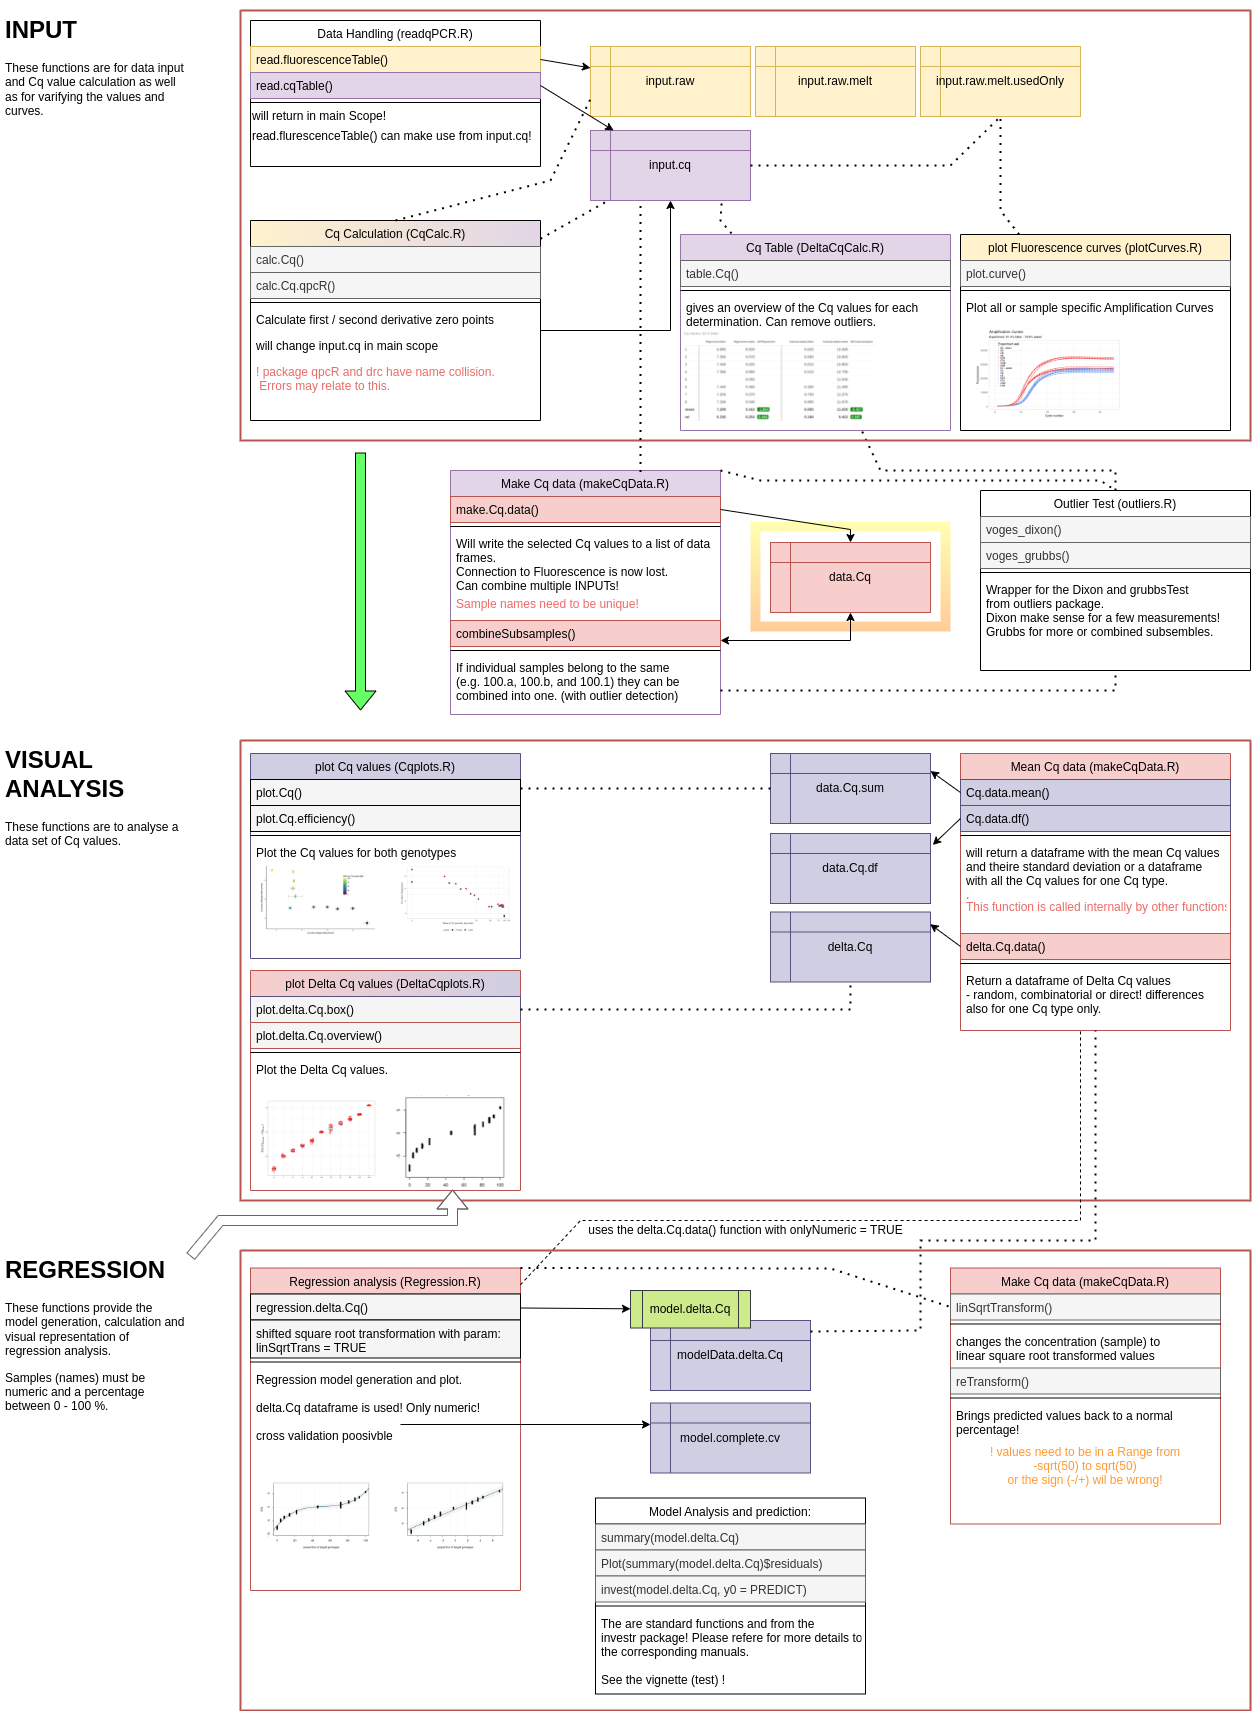 INPUT
These functions are for data input
and Cq value calculation as well
as for varifying the values and
curves.
Data Handling (readqPCR.R)
read.fluorescenceTable()
read.cqTable()
will return in main Scope!
read.flurescenceTable() can make use from input.cq!
input.raw
input.raw.melt
input.raw.melt.usedOnly
input.cq
Cq Calculation (CqCalc.R)
calc.Cq()
calc.Cq.qpcR()
Calculate first / second derivative zero points
will change input.cq in main scope
! package qpcR and drc have name collision.
Errors may relate to this.
Cq Table (DeltaCqCalc.R)
table.Cq()
gives an overview of the Cq values for each
determination. Can remove outliers.
plot Fluorescence curves (plotCurves.R)
plot.curve()
Plot all or sample specific Amplification Curves
Amplification Curves
Make Cq data (makeCqData.R)
make.Cq.data()
Will write the selected Cq values to a list of data
frames.
Connection to Fluorescence is now lost.
Can combine multiple INPUTs!
Sample names need to be unique!
combineSubsamples()
If individual samples belong to the same
(e.g. 100.a, 100.b, and 100.1) they can be
combined into one. (with outlier detection)
data.Cq
Outlier Test (outliers.R)
voges_dixon()
voges_grubbs()
Wrapper for the Dixon and grubbsTest
from outliers package.
Dixon make sense for a few measurements!
Grubbs for more or combined subsembles.
VISUAL
ANALYSIS
These functions are to analyse a
data set of Cq values.
plot Cq values (Cqplots.R)
plot.Cq()
plot.Cq.efficiency()
Plot the Cq values for both genotypes
data.Cq.sum
data.Cq.df
delta.Cq
Mean Cq data (makeCqData.R)
Cq.data.mean()
Cq.data.df()
will return a dataframe with the mean Cq values
and theire standard deviation or a dataframe
with all the Cq values for one Cq type.
.
This function is called internally by other functions
delta.Cq.data()
Return a dataframe of Delta Cq values
- random, combinatorial or direct! differences
also for one Cq type only.
plot Delta Cq values (DeltaCqplots.R)
plot.delta.Cq.box()
plot.delta.Cq.overview()
Plot the Delta Cq values.
0 20 40 60 80 100
uses the delta.Cq.data() function with onlyNumeric = TRUE
REGRESSION
These functions provide the
model generation, calculation and
visual representation of
regression analysis.
Samples (names) must be
numeric and a percentage
between 0 - 100 %.
Regression analysis (Regression.R)
regression.delta.Cq()
shifted square root transformation with param:
linSqrtTrans = TRUE
Regression model generation and plot.
delta.Cq dataframe is used! Only numeric!
cross validation poosivble
model.delta.Cq
modelData.delta.Cq
model.complete.cv
Make Cq data (makeCqData.R)
linSqrtTransform()
changes the concentration (sample) to
linear square root transformed values
reTransform()
Brings predicted values back to a normal
percentage!
! values need to be in a Range from
-sqrt(50) to sqrt(50)
or the sign (-/+) wil be wrong!
Model Analysis and prediction:
summary(model.delta.Cq)
Plot(summary(model.delta.Cq)$residuals)
invest(model.delta.Cq, y0 = PREDICT)
The are standard functions and from the
investr package! Please refere for more details to
the corresponding manuals.
See the vignette (test) !